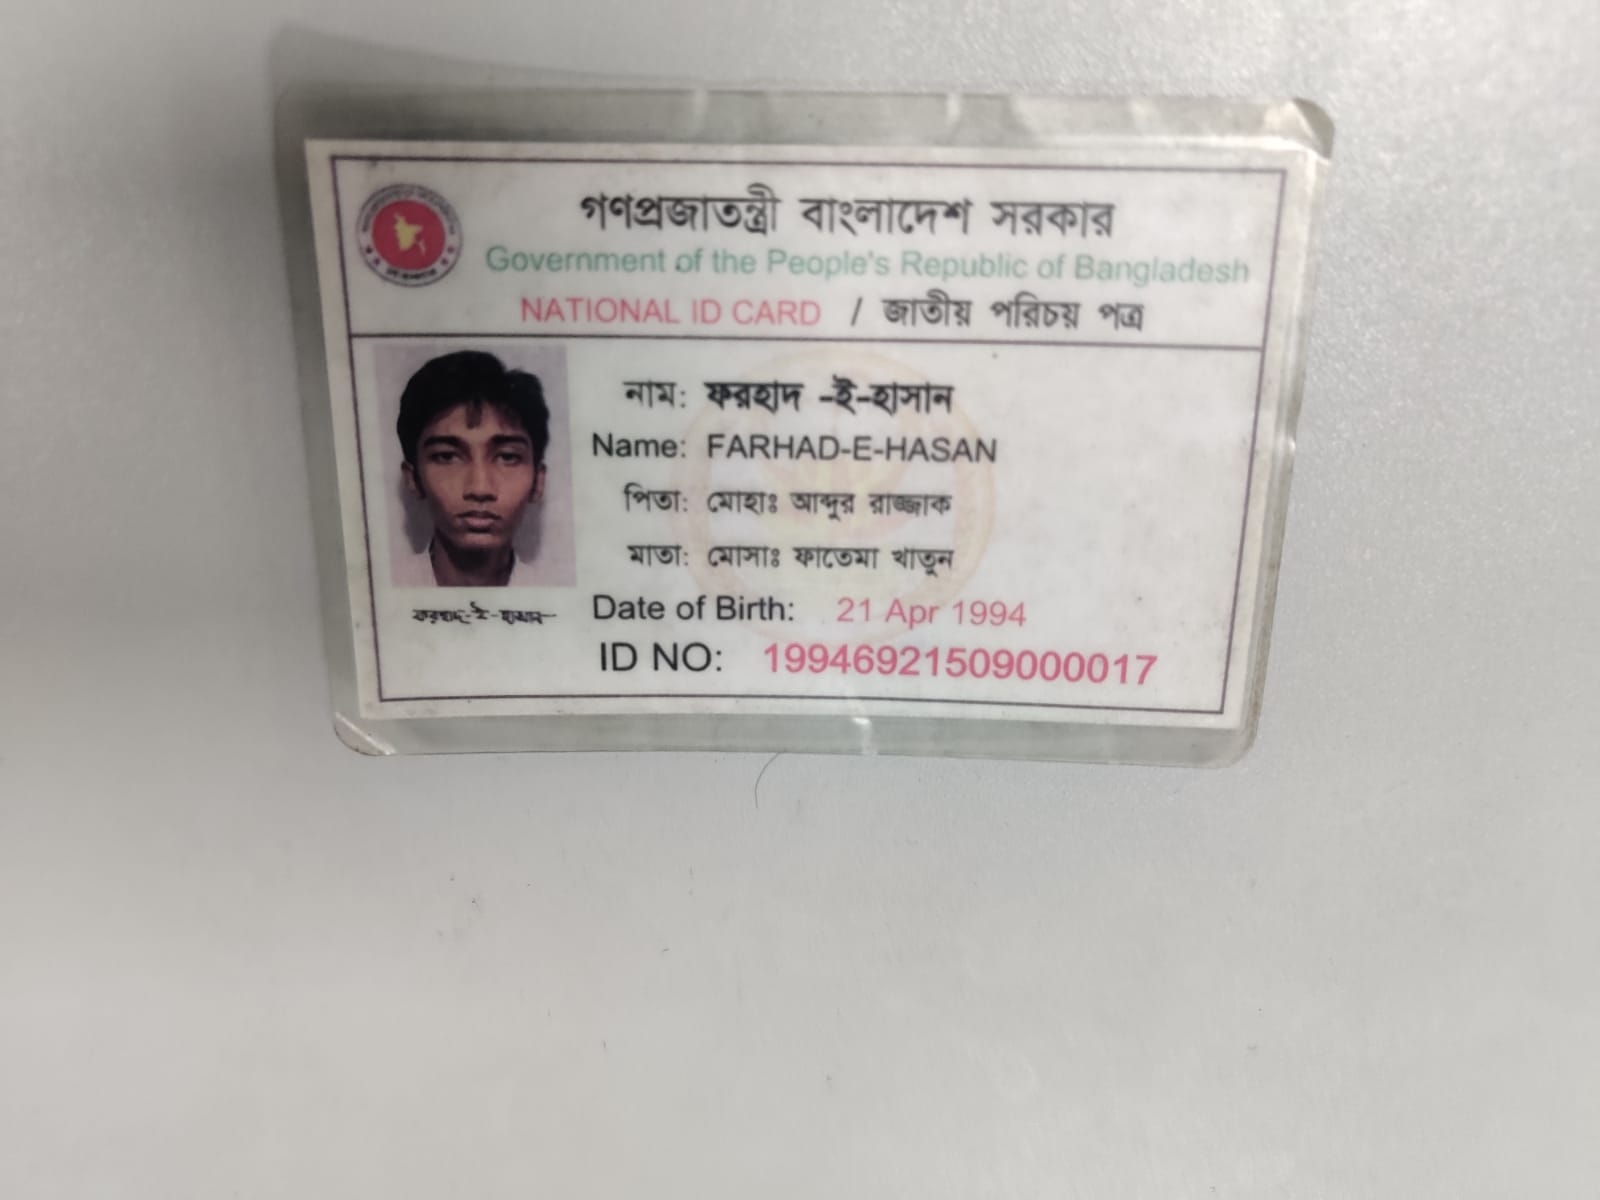 গণপ্রজাতন্ত্রী বাংলাদেশ সরকার
Government of the People's Republic of Bangladesh
NATIONAL ID CARD / জাতীয় পরিচয় পত্র
নাম: ফরহাদ -ই-হাসান
Name: FARHAD-E-HASAN
পিতা: মোহাঃ আব্দুর রাজ্জাক
মাতা: মোসাঃ ফাতেমা খাতুন
ফরহাদ-ই-হাসান
Date of Birth: 21 Apr 1994
ID NO: 19946921509000017